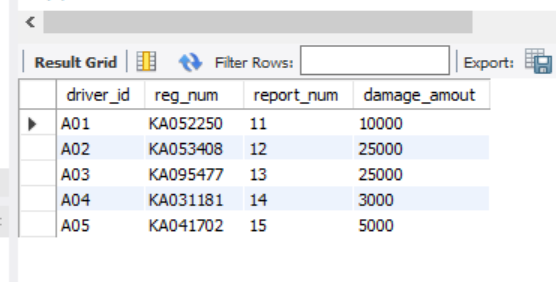 Result Grid Filter Rows: Export:
driver_id reg_num report_num damage_amout
A01 KA052250 11 10000
A02 KA053408 12 25000
A03 KA095477 13 25000
A04 KA031181 14 3000
A05 KA041702 15 5000